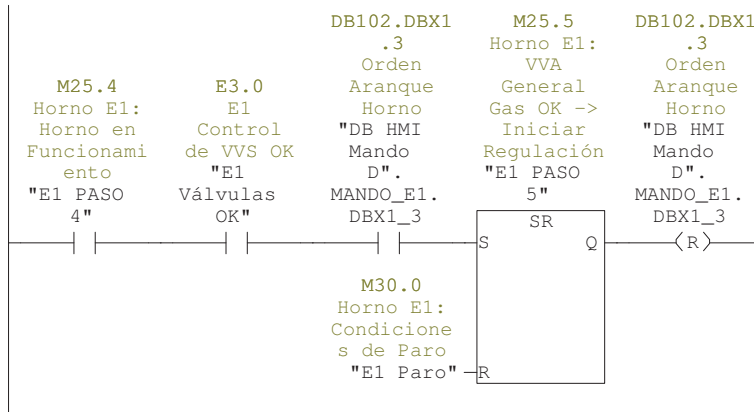 DB102.DBX1
.3
Orden
Aranque
Horno
"DB HMI
Mando
D".
MANDO_E1.
DBX1_3
M25.5
Horno E1:
VVA
General
Gas OK ->
Iniciar
Regulación
"E1 PASO
5"
DB102.DBX1
.3
Orden
Aranque
Horno
"DB HMI
Mando
D".
MANDO_E1.
DBX1_3
M25.4
Horno E1:
Horno en
Funcionami
ento
"E1 PASO
4"
E3.0
E1
Control
de VVS OK
"E1
Válvulas
OK"
SR
S
Q
R
M30.0
Horno E1:
Condicione
s de Paro
"E1 Paro"
R